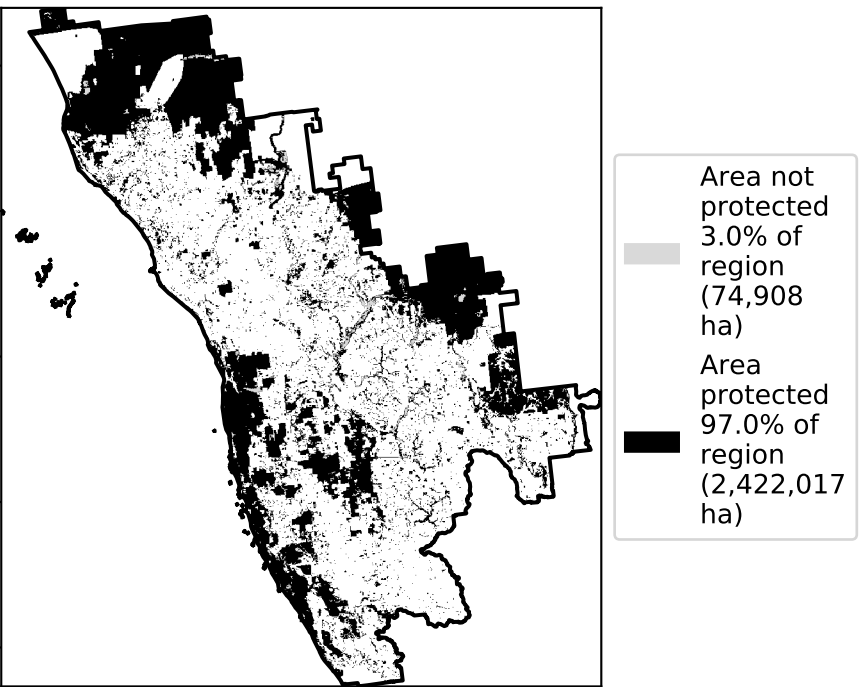 Area not
protected
3.0% of
region
(74,908
ha)
Area
protected
97.0% of
region
(2,422,017
ha)